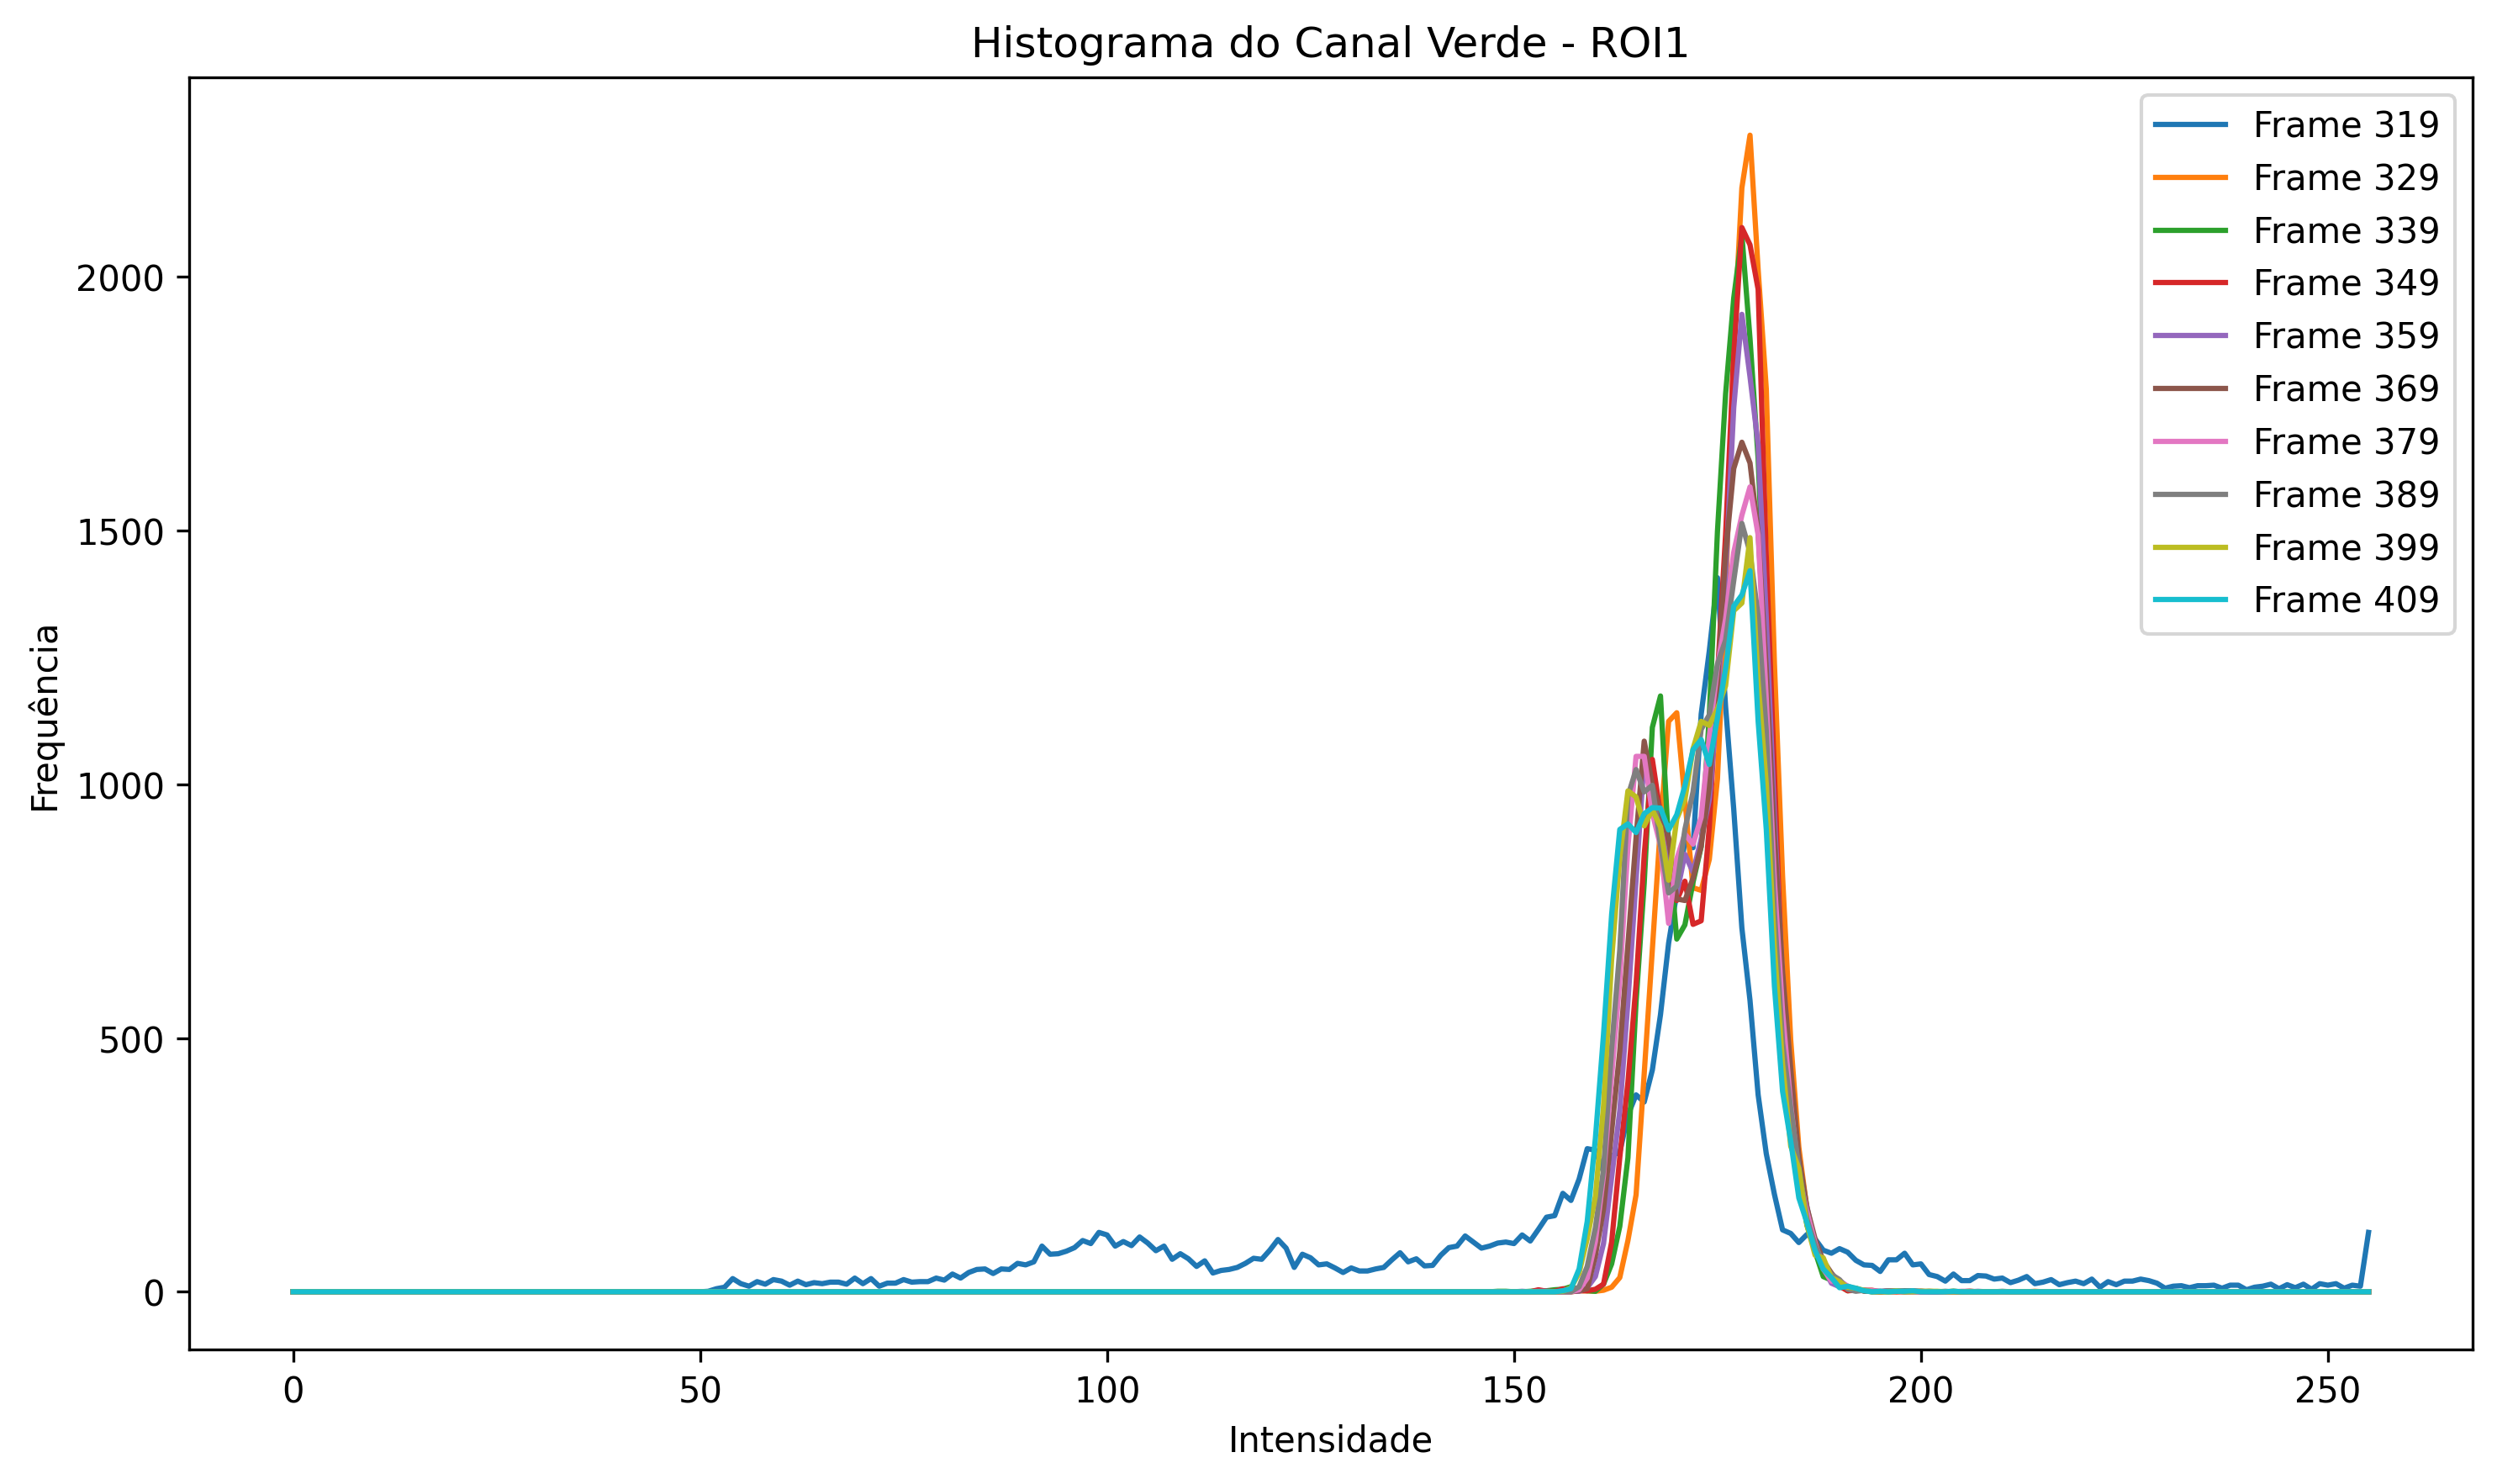 Histograma do Canal Verde - ROI1
Frame 319
Frame 329
Frame 339
Frame 349
Frame 359
Frame 369
Frame 379
Frame 389
Frame 399
Frame 409
Frequência
2000
1500
1000
500
0
0 50 100 150 200 250
Intensidade